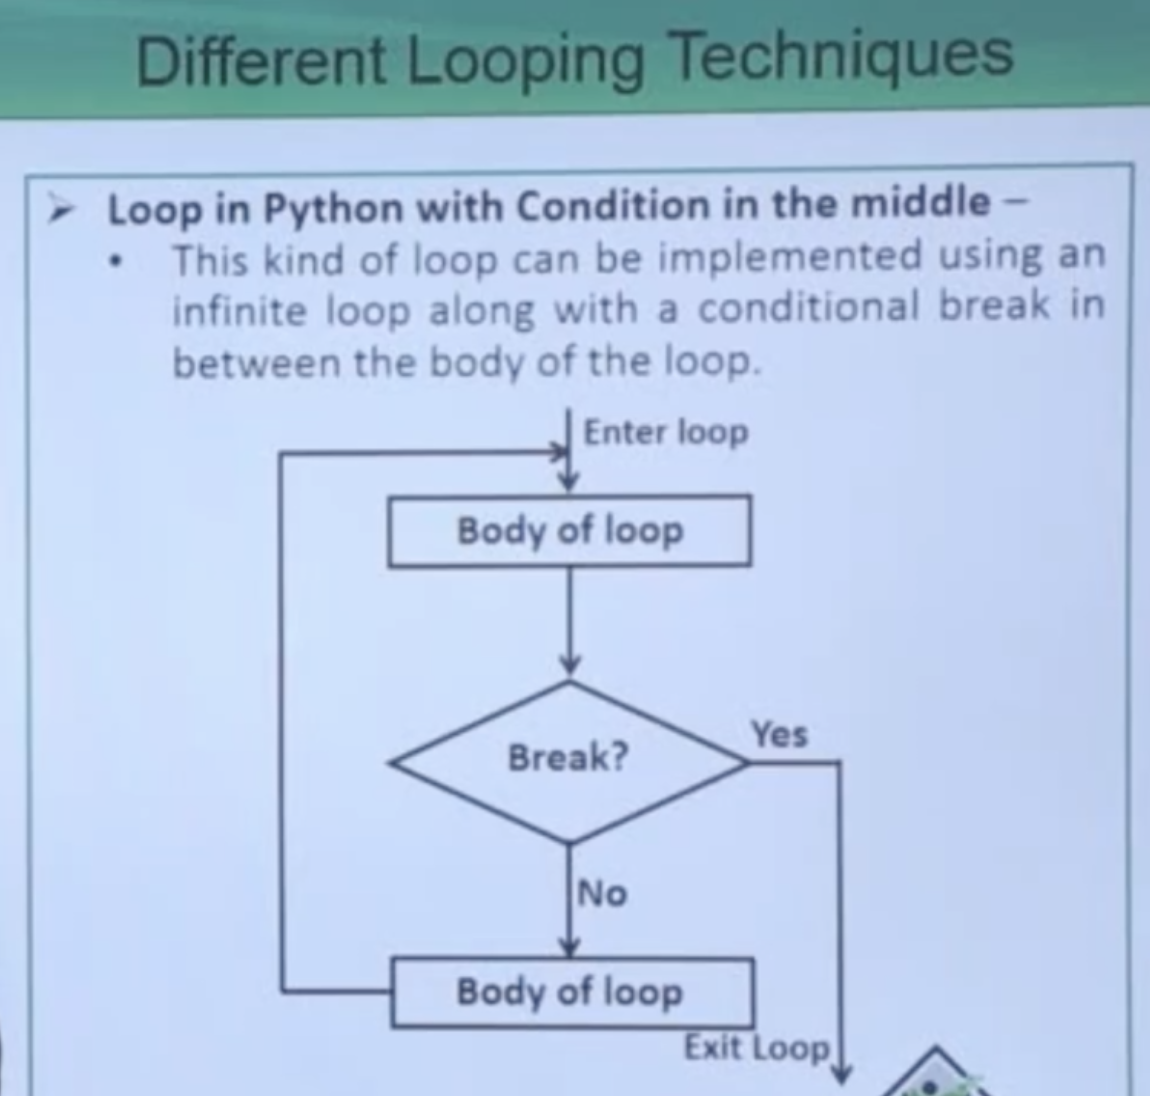 Different Looping Techniques
➢ Loop in Python with Condition in the middle –
• This kind of loop can be implemented using an
infinite loop along with a conditional break in
between the body of the loop.
Enter loop
Body of loop
Break?
Yes
No
Body of loop
Exit Loop